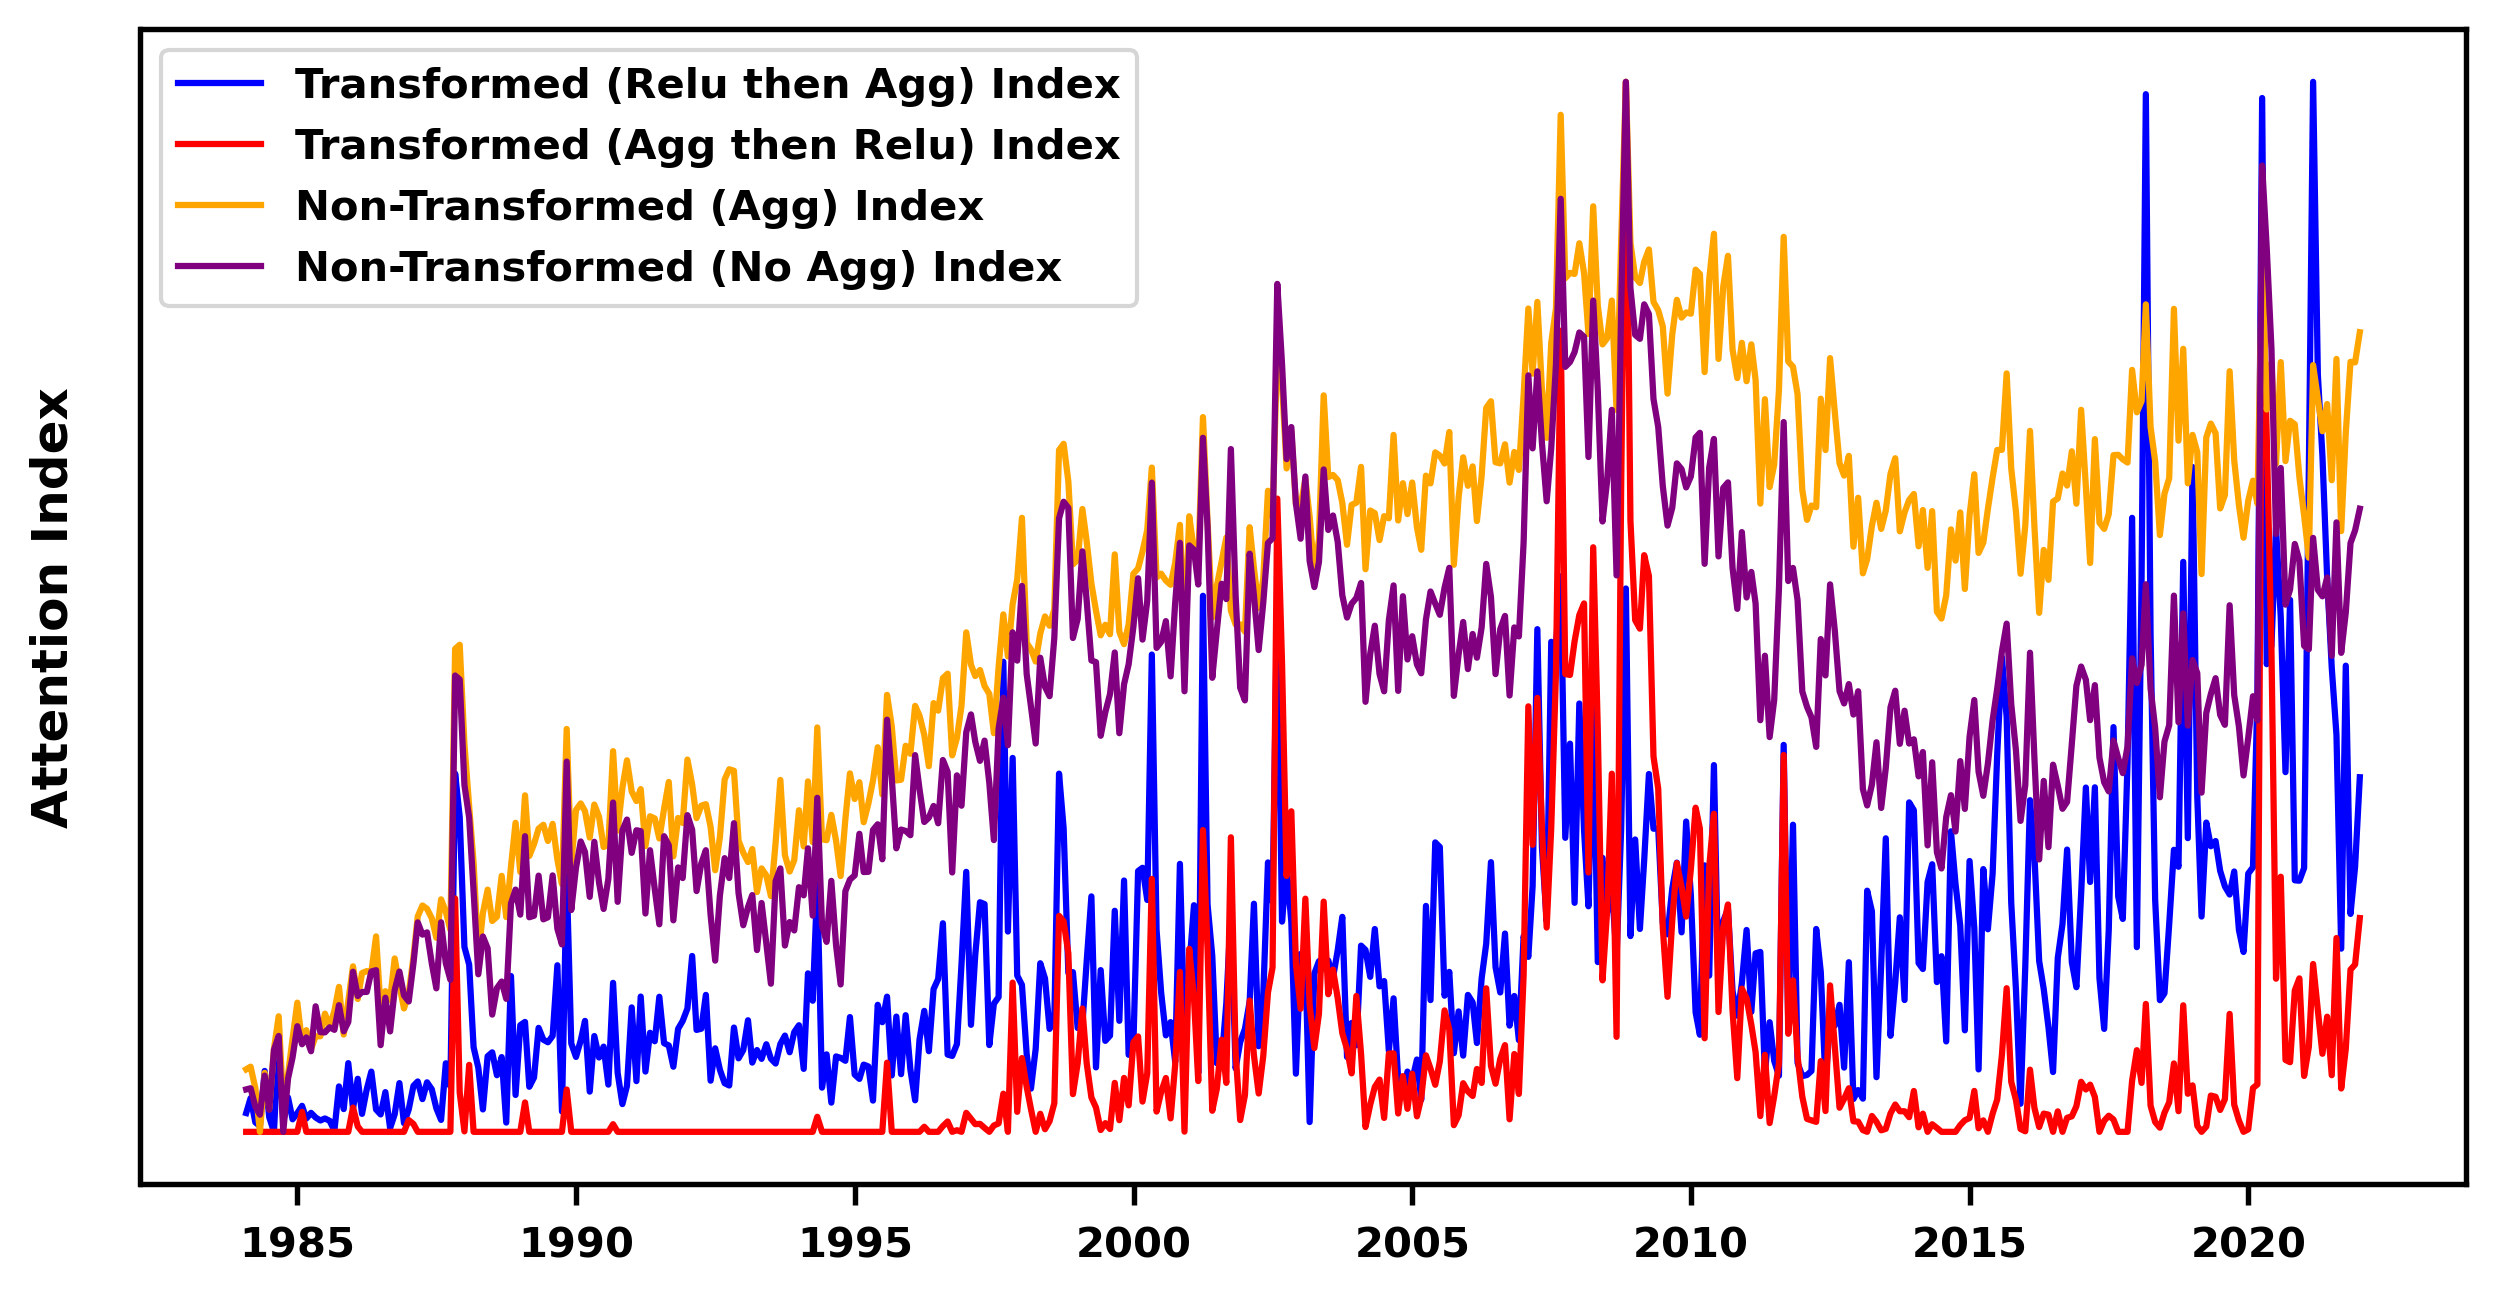 Transformed (Relu then Agg) Index
Transformed (Agg then Relu) Index
Non-Transformed (Agg) Index
Non-Transformed (No Agg) Index
Attention Index
1985 1990 1995 2000 2005 2010 2015 2020